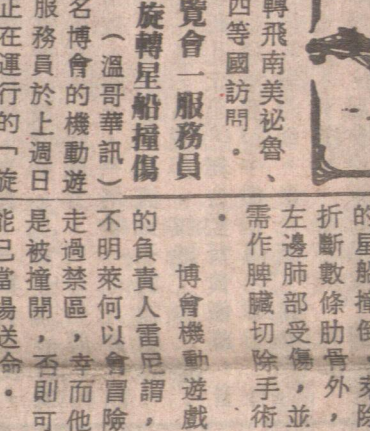 轉飛南美祕魯、
西等國訪問。
覽會一服務員
旋轉星船撞傷
（溫哥華訊）
名博會的機動遊
服務員於上週日
正在運行的「旋
的星船撞倒，除
折斷數條肋骨外，
左邊肺部受傷，並
需作脾臟切除手術
。
博會機動遊戲
的負責人雷尼謂，
不明萊何以會冒險
走過禁區，幸而他
是被撞開，否則可
能已當場送命。